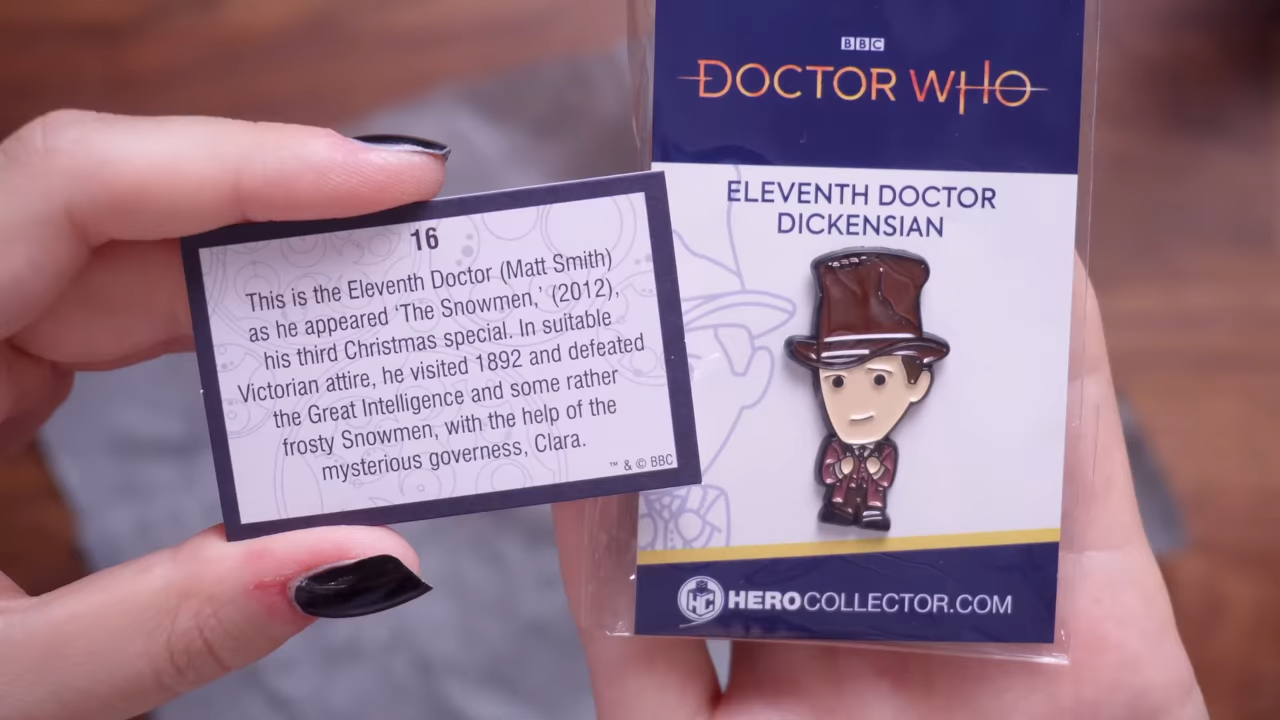 16
This is the Eleventh Doctor (Matt Smith)
as he appeared ‘The Snowmen,’ (2012),
his third Christmas special. In suitable
Victorian attire, he visited 1892 and defeated
the Great Intelligence and some rather
frosty Snowmen, with the help of the
mysterious governess, Clara.
™ & © BBC
BBC
DOCTOR WHO
ELEVENTH DOCTOR
DICKENSIAN
HC HEROCOLLECTOR.COM